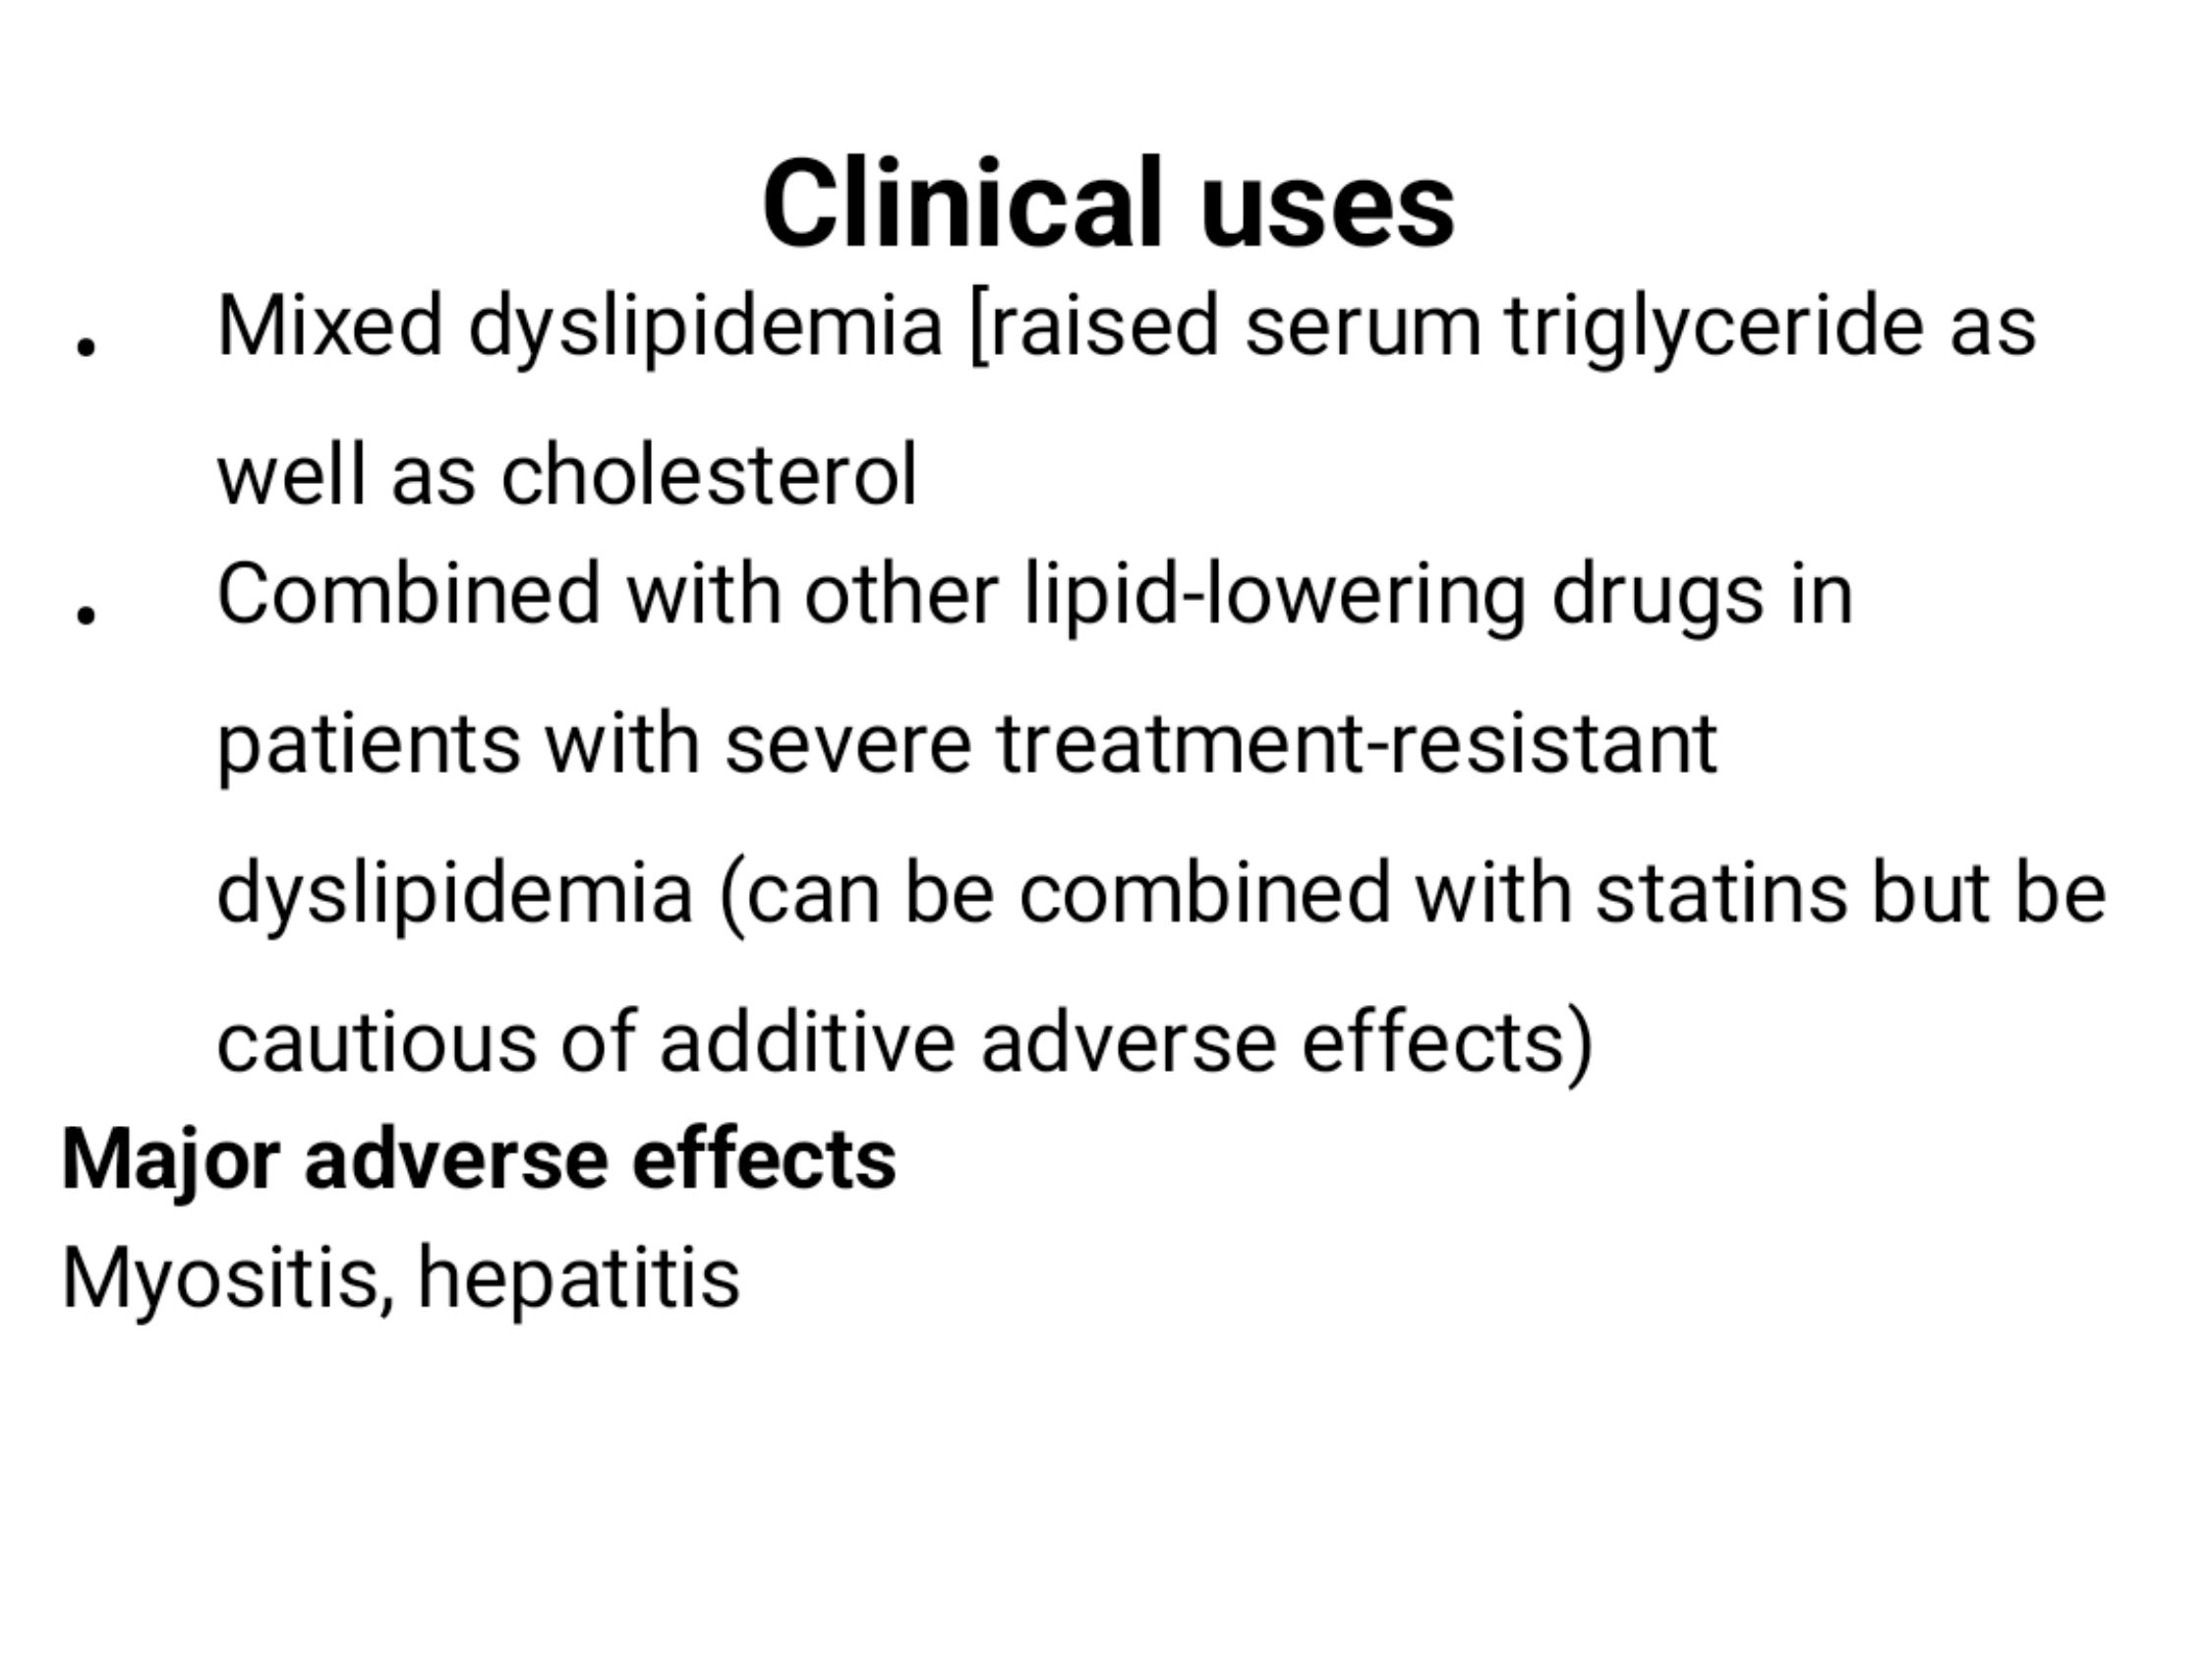 Clinical uses
. Mixed dyslipidemia [raised serum triglyceride as
well as cholesterol
. Combined with other lipid-lowering drugs in
patients with severe treatment-resistant
dyslipidemia (can be combined with statins but be
cautious of additive adverse effects)
Major adverse effects
Myositis, hepatitis